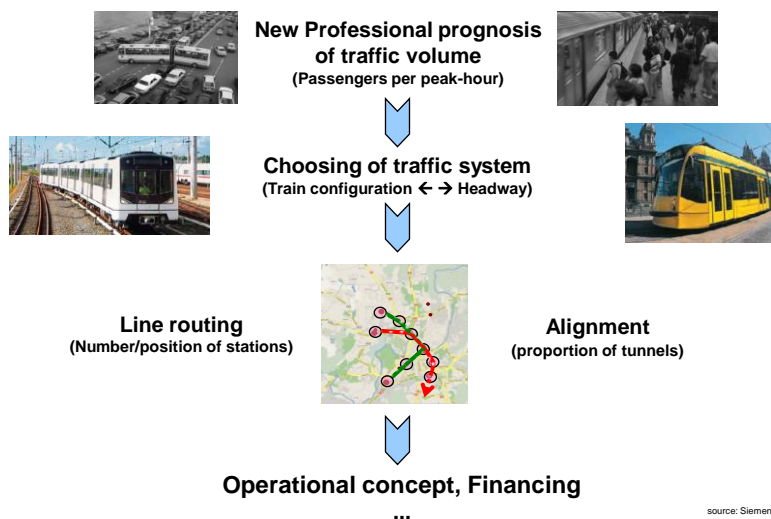 New Professional prognosis
of traffic volume
(Passengers per peak-hour)
Choosing of traffic system
(Train configuration ← → Headway)
Line routing
(Number/position of stations)
Alignment
(proportion of tunnels)
Operational concept, Financing
...
source: Siemen